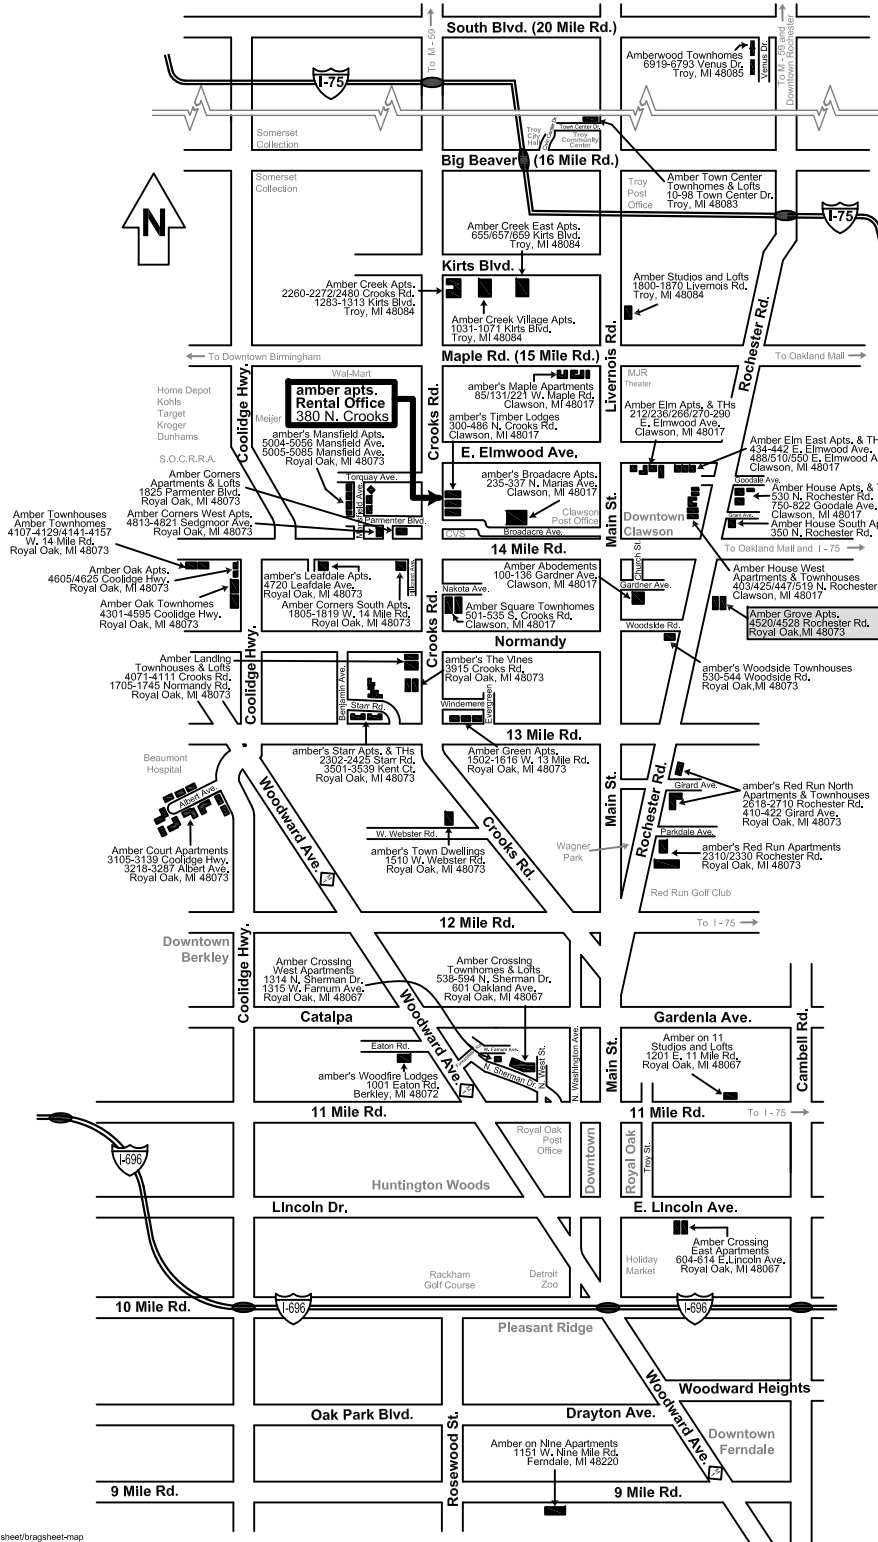 South Blvd. (20 Mile Rd.)
To M - 59
To M - 59 and
Downtown Rochester
Amberwood Townhomes
6919-6793 Venus Dr.
Troy, MI 48085
Venus Dr.
I-75
Somerset
Collection
Troy
City
Hall
Civic Center Dr.
Town Center Dr.
Troy
Community
Center
Big Beaver (16 Mile Rd.)
Somerset
Collection
Troy
Post
Office
Amber Town Center
Townhomes & Lofts
10-98 Town Center Dr.
Troy, MI 48083
N
I-75
Amber Creek East Apts.
655/657/659 Kirts Blvd.
Troy, MI 48084
Kirts Blvd.
Amber Creek Apts.
2260-2272/2480 Crooks Rd.
1283-1313 Kirts Blvd.
Troy, MI 48084
Amber Creek Village Apts.
1031-1071 Kirts Blvd.
Troy, MI 48084
Amber Studios and Lofts
1800-1870 Livernois Rd.
Troy, MI 48084
Livernois Rd.
Rochester Rd.
Maple Rd. (15 Mile Rd.)
To Downtown Birmingham
To Oakland Mall
Coolidge Hwy.
Crooks Rd.
Wal-Mart
MJR
Theater
Home Depot
Kohls
Target
Kroger
Dunhams
S.O.C.R.R.A.
Meijer
amber apts.
Rental Office
380 N. Crooks
amber's Maple Apartments
85/131/221 W. Maple Rd.
Clawson, MI 48017
amber's Timber Lodges
300-486 N. Crooks Rd.
Clawson, MI 48017
Amber Elm Apts. & THs
212/236/266/270-290
E. Elmwood Ave.
Clawson, MI 48017
amber's Mansfield Apts.
5004-5056 Mansfield Ave.
5005-5085 Mansfield Ave.
Royal Oak, MI 48073
E. Elmwood Ave.
Amber Elm East Apts. & TH
434-442 E. Elmwood Ave.
488/510/550 E. Elmwood A
Clawson, MI 48017
Amber Corners
Apartments & Lofts
1825 Parmenter Blvd.
Royal Oak, MI 48073
Torquay Ave.
Mansfield Ave.
Parmenter Blvd.
amber's Broadacre Apts.
235-337 N. Marias Ave.
Clawson, MI 48017
Clawson
Post Office
Broadacre Ave.
CVS
Main St.
Downtown
Clawson
Goodale Ave.
Grant Ave.
Amber House Apts. & T
530 N. Rochester Rd.
750-822 Goodale Ave.
Clawson, MI 48017
Amber House South Ap
350 N. Rochester Rd.
Amber Corners West Apts.
4813-4821 Sedgmoor Ave.
Royal Oak, MI 48073
Amber Townhouses
Amber Townhomes
4107-4129/4141-4157
W. 14 Mile Rd.
Royal Oak, MI 48073
14 Mile Rd.
To Oakland Mall and I - 75
Amber Oak Apts.
4605/4625 Coolidge Hwy.
Royal Oak, MI 48073
Amber Oak Townhomes
4301-4595 Coolidge Hwy.
Royal Oak, MI 48073
amber's Leafdale Apts.
4720 Leafdale Ave.
Royal Oak, MI 48073
Amber Corners South Apts.
1805-1819 W. 14 Mile Rd.
Royal Oak, MI 48073
Amber Abodements
100-136 Gardner Ave.
Clawson, MI 48017
Church St.
Gardner Ave.
Nakota Ave.
Amber Square Townhomes
501-535 S. Crooks Rd.
Clawson, MI 48017
Amber House West
Apartments & Townhouses
403/425/447/519 N. Rochester
Clawson, MI 48017
Amber Grove Apts.
4520/4528 Rochester Rd.
Royal Oak,MI 48073
Crooks Rd.
Coolidge Hwy.
Woodside Rd.
Normandy
Amber Landing
Townhouses & Lofts
4071-4111 Crooks Rd.
1705-1745 Normandy Rd.
Royal Oak, MI 48073
Benjamin Ave.
Starr Rd.
amber's The Vines
3915 Crooks Rd.
Royal Oak, MI 48073
Windemere
Evergreen
amber's Woodside Townhouses
530-544 Woodside Rd.
Royal Oak,MI 48073
13 Mile Rd.
Beaumont
Hospital
amber's Starr Apts. & THs
2302-2425 Starr Rd.
3501-3539 Kent Ct.
Royal Oak, MI 48073
Amber Green Apts.
1502-1616 W. 13 Mile Rd.
Royal Oak, MI 48073
Albert Ave.
Woodward Ave.
Crooks Rd.
Main St.
Rochester Rd.
Girard Ave.
Parkdale Ave.
amber's Red Run North
Apartments & Townhouses
2618-2710 Rochester Rd.
410-422 Girard Ave.
Royal Oak, MI 48073
W. Webster Rd.
amber's Town Dwellings
1510 W. Webster Rd.
Royal Oak, MI 48073
Wagner
Park
amber's Red Run Apartments
2310/2330 Rochester Rd.
Royal Oak, MI 48073
Amber Court Apartments
3105-3139 Coolidge Hwy.
3218-3287 Albert Ave.
Royal Oak, MI 48073
Red Run Golf Club
12 Mile Rd.
To I - 75
Downtown
Berkley
Coolidge Hwy.
Amber Crossing
West Apartments
1314 N. Sherman Dr.
1315 W. Farnum Ave.
Royal Oak, MI 48067
Amber Crossing
Townhomes & Lofts
538-594 N. Sherman Dr.
601 Oakland Ave.
Royal Oak, MI 48067
Catalpa
Gardenia Ave.
Woodward Ave.
Eaton Rd.
W. Farnum Ave.
N. Sherman Dr.
N. West St.
N. Washington Ave.
Main St.
Cambell Rd.
Amber on 11
Studios and Lofts
1201 E. 11 Mile Rd.
Royal Oak, MI 48067
amber's Woodfire Lodges
1001 Eaton Rd.
Berkley, MI 48072
11 Mile Rd.
11 Mile Rd.
To I - 75
Royal Oak
Post
Office
Downtown
Royal Oak
Troy St.
I-696
Huntington Woods
Lincoln Dr.
E. Lincoln Ave.
Amber Crossing
East Apartments
604-614 E.Lincoln Ave.
Royal Oak, MI 48067
Holiday
Market
Rackham
Golf Course
Detroit
Zoo
10 Mile Rd.
I-696
I-696
Pleasant Ridge
Woodward Ave.
Woodward Heights
Oak Park Blvd.
Drayton Ave.
Rosewood St.
Downtown
Ferndale
Amber on Nine Apartments
1151 W. Nine Mile Rd.
Ferndale, MI 48220
9 Mile Rd.
9 Mile Rd.
sheet/bragsheet-map